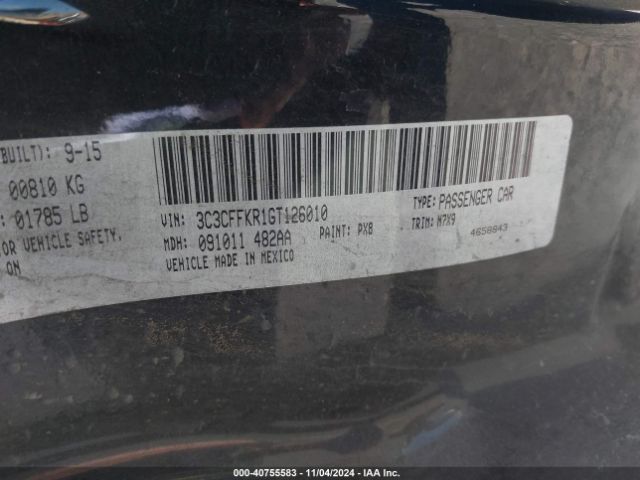 BUILT): 9-15
00810 KG
01785 LB
OR VEHICLE SAFETY,
ON
VIN: 3C3CFFKR1GT126010
TYPE: PASSENGER CAR
MDH: 091011 482AA
PAINT: PX8
TRIM: N7X9
VEHICLE MADE IN MEXICO
4658843
000-40755583 - 11/04/2024 - IAA Inc.